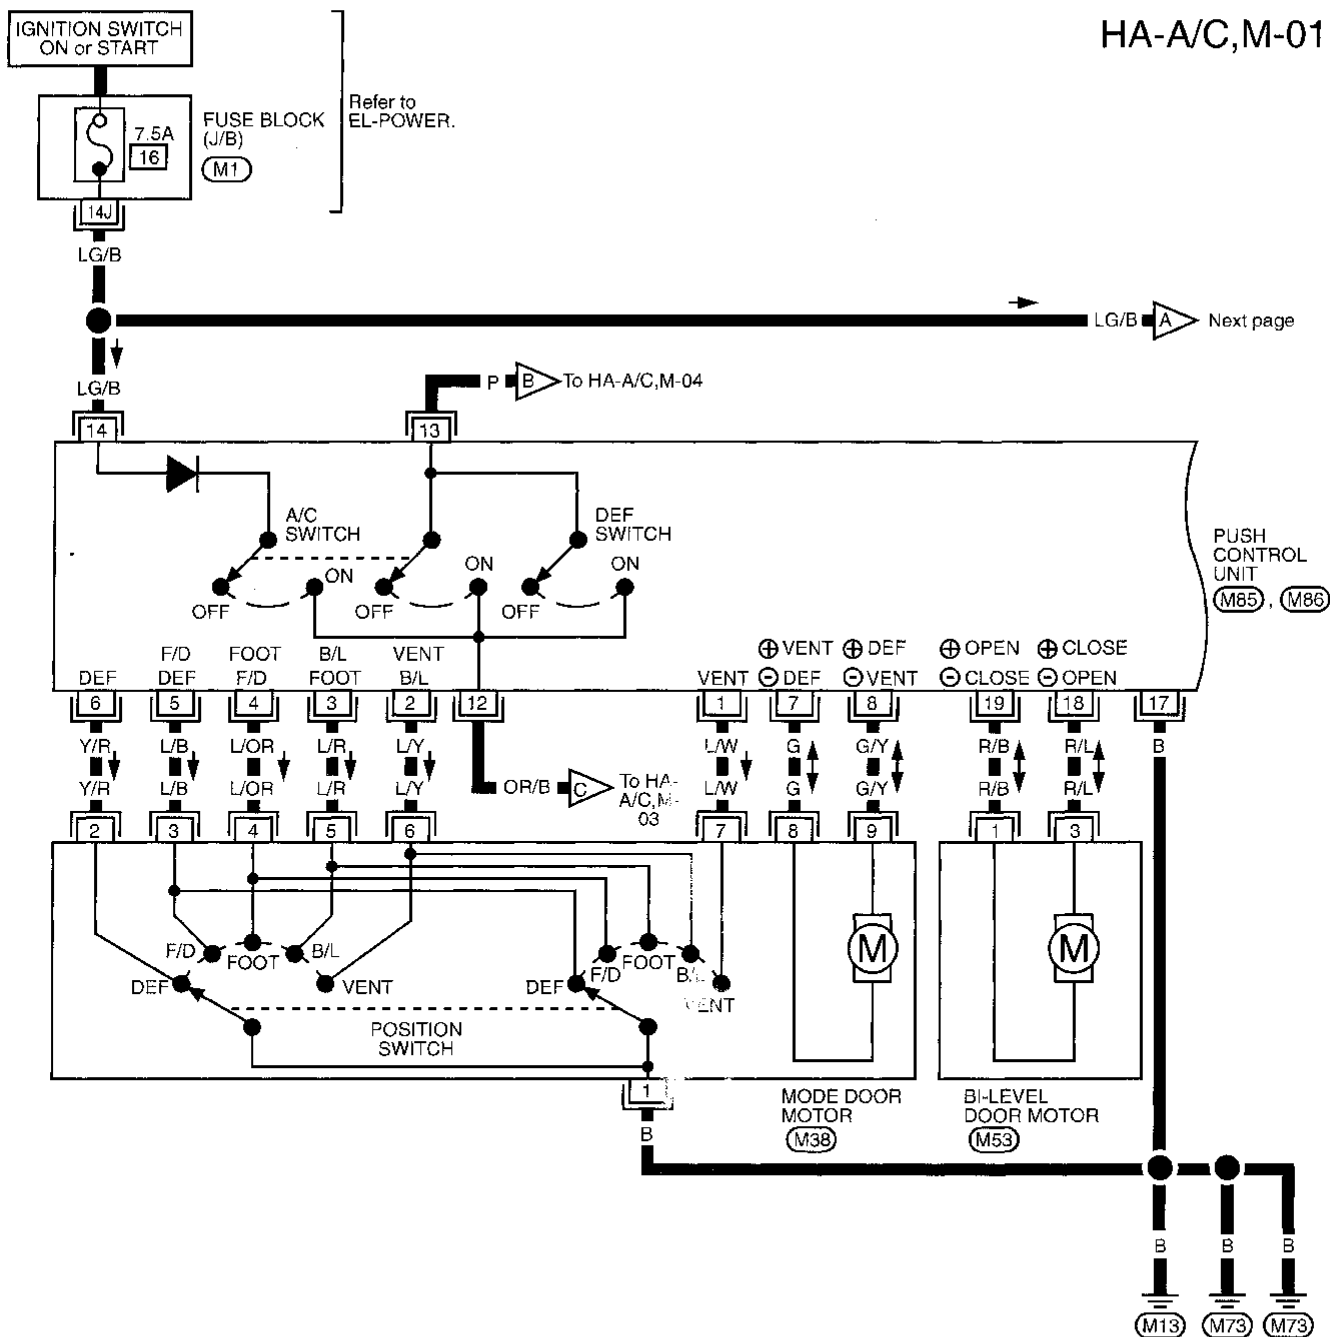 HA-A/C,M-01
IGNITION SWITCH
ON or START
Refer to
EL-POWER.
FUSE BLOCK
(J/B)
M1
7.5A
16
14J
LG/B
LG/B A Next page
LG/B
P B To HA-A/C,M-04
14
13
A/C
SWITCH
DEF
SWITCH
ON
ON
ON
OFF
OFF
OFF
PUSH
CONTROL
UNIT
M85 , M86
F/D FOOT B/L VENT
DEF DEF F/D FOOT B/L
VENT
⊕ VENT ⊕ DEF ⊕ OPEN ⊕ CLOSE
⊖ DEF ⊖ VENT ⊖ CLOSE ⊖ OPEN
6 5 4 3 2 12 1 7 8 19 18 17
Y/R L/B L/OR L/R L/Y L/W G G/Y R/B R/L B
OR/B C To HA-
A/C,M-
03
Y/R L/B L/OR L/R L/Y L/W G G/Y R/B R/L
2 3 4 5 6 7 8 9 1 3
F/D FOOT B/L
DEF VENT
F/D FOOT
DEF
M
M
POSITION
SWITCH
1
B
MODE DOOR
MOTOR
M38
BI-LEVEL
DOOR MOTOR
M53
B B B
M13 M73 M73